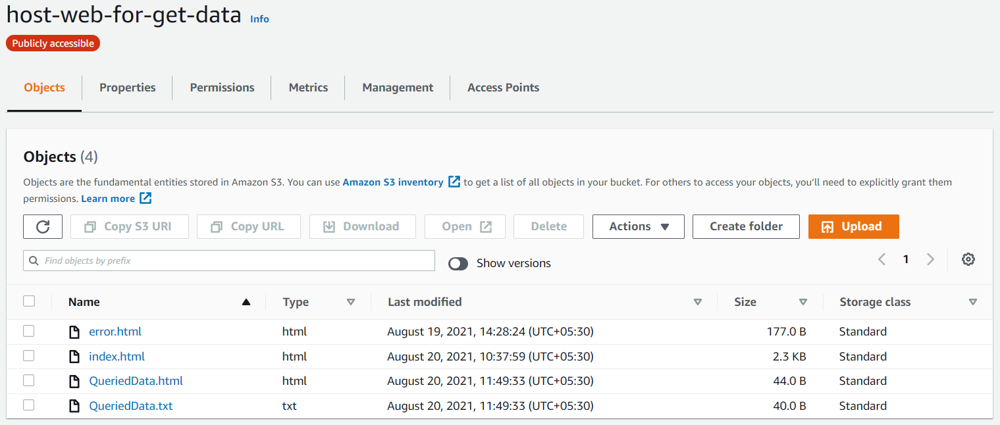 host-web-for-get-data Info
Publicly accessible
Objects Properties Permissions Metrics Management Access Points
Objects (4)
Objects are the fundamental entities stored in Amazon S3. You can use Amazon S3 inventory to get a list of all objects in your bucket. For others to access your objects, you’ll need to explicitly grant them
permissions. Learn more
Copy S3 URI Copy URL Download Open Delete Actions Create folder Upload
Find objects by prefix Show versions 1
Name Type Last modified Size Storage class
error.html html August 19, 2021, 14:28:24 (UTC+05:30) 177.0 B Standard
index.html html August 20, 2021, 10:37:59 (UTC+05:30) 2.3 KB Standard
QueriedData.html html August 20, 2021, 11:49:33 (UTC+05:30) 44.0 B Standard
QueriedData.txt txt August 20, 2021, 11:49:33 (UTC+05:30) 40.0 B Standard